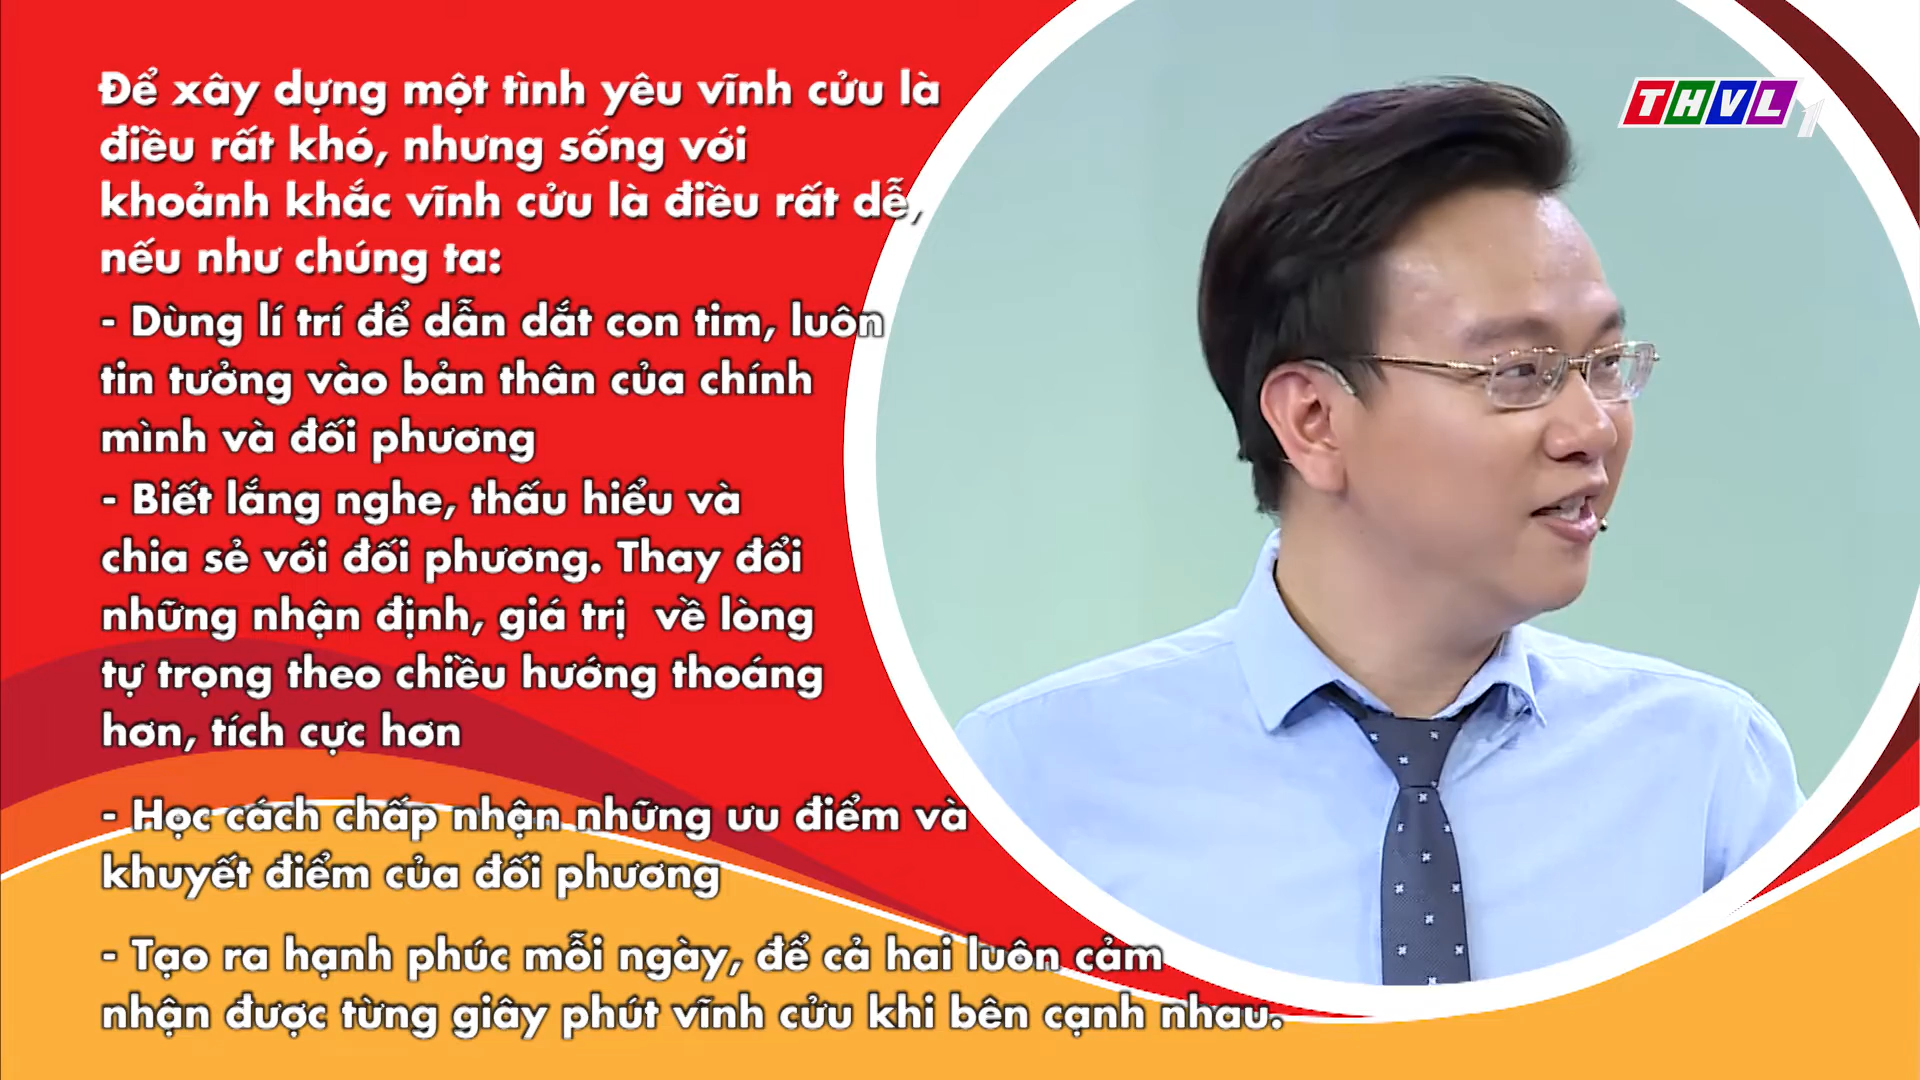 Để xây dựng một tình yêu vĩnh cửu là
điều rất khó, nhưng sống với
khoảnh khắc vĩnh cửu là điều rất dễ,
nếu như chúng ta:
- Dùng lí trí để dẫn dắt con tim, luôn
tin tưởng vào bản thân của chính
mình và đối phương
- Biết lắng nghe, thấu hiểu và
chia sẻ với đối phương. Thay đổi
những nhận định, giá trị  về lòng
tự trọng theo chiều hướng thoáng
hơn, tích cực hơn
- Học cách chấp nhận những ưu điểm và
khuyết điểm của đối phương
- Tạo ra hạnh phúc mỗi ngày, để cả hai luôn cảm
nhận được từng giây phút vĩnh cửu khi bên cạnh nhau.
THVL1